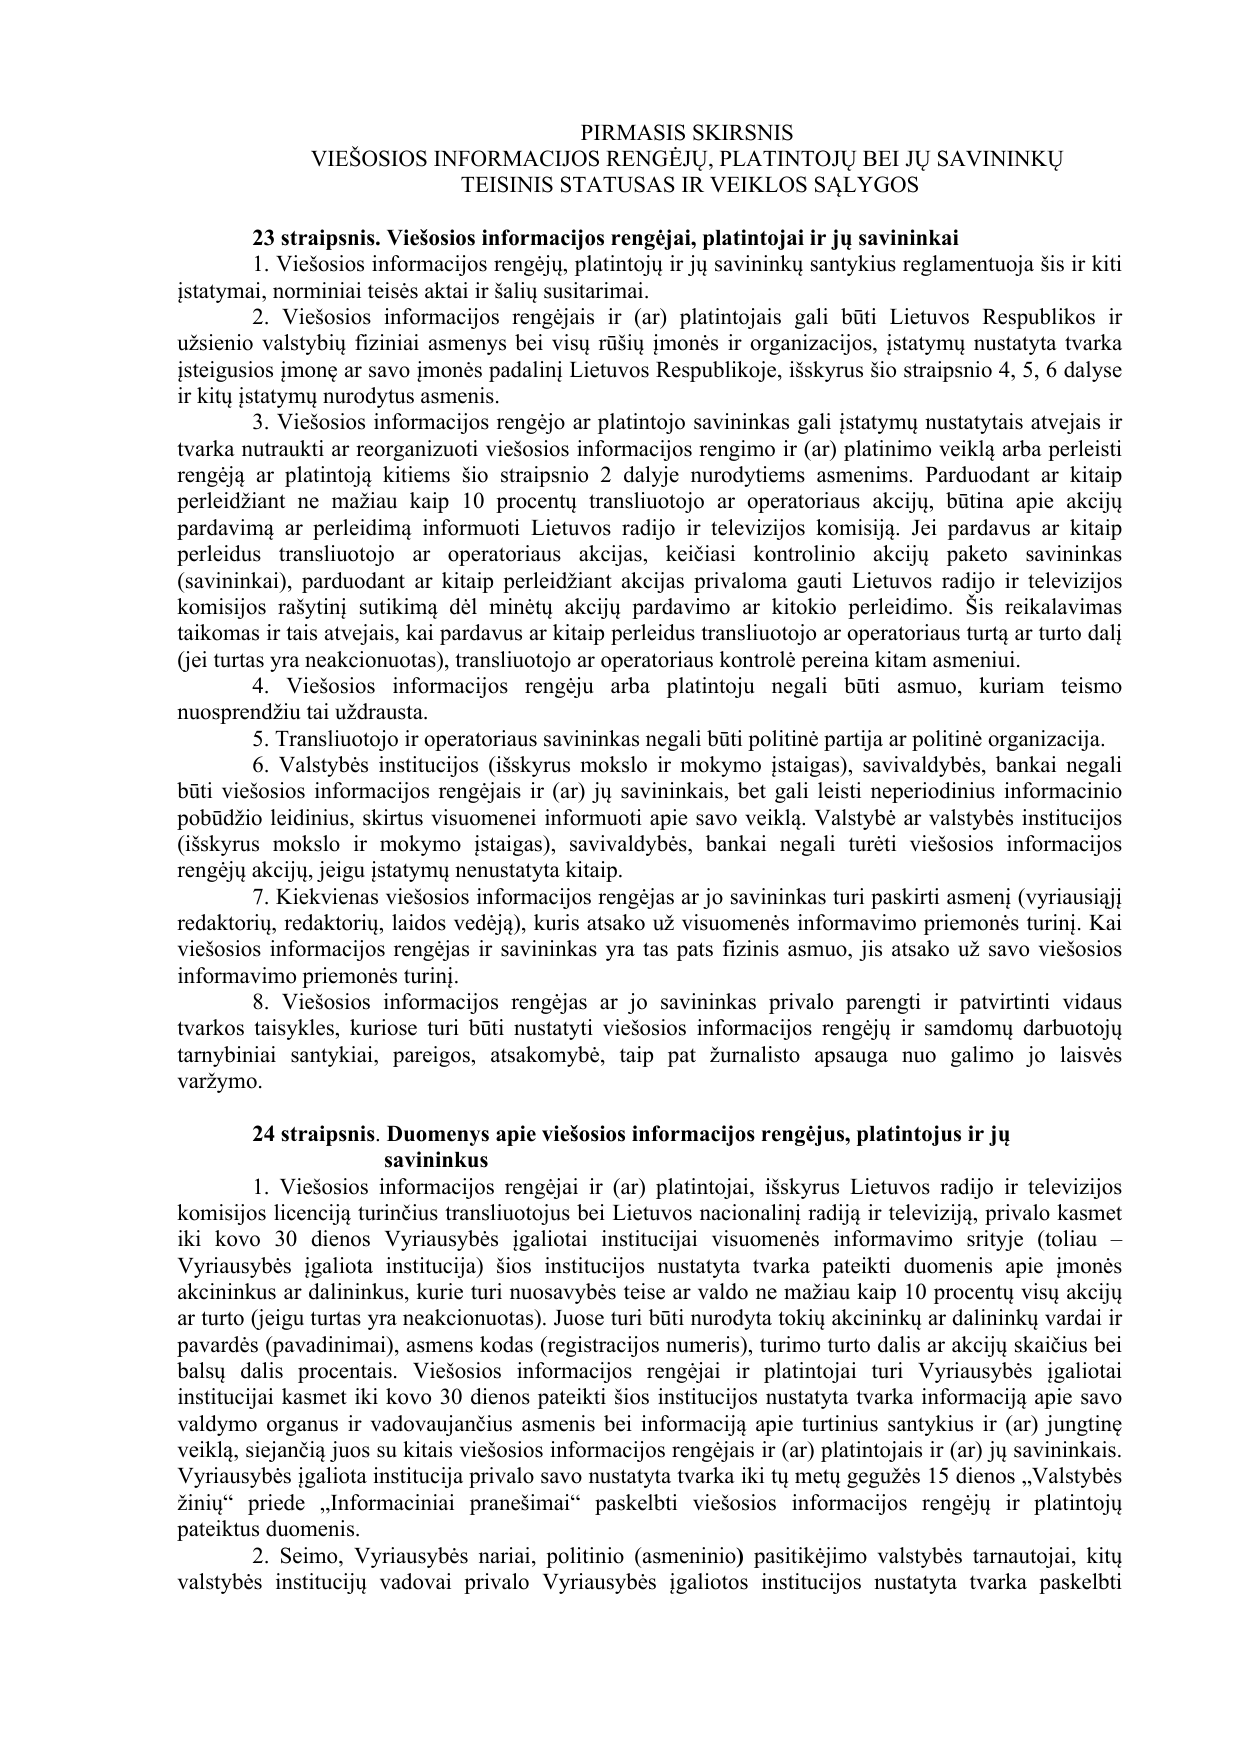 PIRMASIS SKIRSNIS
VIEŠOSIOS INFORMACIJOS RENGĖJŲ, PLATINTOJŲ BEI JŲ SAVININKŲ
TEISINIS STATUSAS IR VEIKLOS SĄLYGOS
23 straipsnis. Viešosios informacijos rengėjai, platintojai ir jų savininkai
1. Viešosios informacijos rengėjų, platintojų ir jų savininkų santykius reglamentuoja šis ir kiti
įstatymai, norminiai teisės aktai ir šalių susitarimai.
2. Viešosios informacijos rengėjais ir (ar) platintojais gali būti Lietuvos Respublikos ir
užsienio valstybių fiziniai asmenys bei visų rūšių įmonės ir organizacijos, įstatymų nustatyta tvarka
įsteigusios įmonę ar savo įmonės padalinį Lietuvos Respublikoje, išskyrus šio straipsnio 4, 5, 6 dalyse
ir kitų įstatymų nurodytus asmenis.
3. Viešosios informacijos rengėjo ar platintojo savininkas gali įstatymų nustatytais atvejais ir
tvarka nutraukti ar reorganizuoti viešosios informacijos rengimo ir (ar) platinimo veiklą arba perleisti
rengėją ar platintoją kitiems šio straipsnio 2 dalyje nurodytiems asmenims. Parduodant ar kitaip
perleidžiant ne mažiau kaip 10 procentų transliuotojo ar operatoriaus akcijų, būtina apie akcijų
pardavimą ar perleidimą informuoti Lietuvos radijo ir televizijos komisiją. Jei pardavus ar kitaip
perleidus transliuotojo ar operatoriaus akcijas, keičiasi kontrolinio akcijų paketo savininkas
(savininkai), parduodant ar kitaip perleidžiant akcijas privaloma gauti Lietuvos radijo ir televizijos
komisijos rašytinį sutikimą dėl minėtų akcijų pardavimo ar kitokio perleidimo. Šis reikalavimas
taikomas ir tais atvejais, kai pardavus ar kitaip perleidus transliuotojo ar operatoriaus turtą ar turto dalį
(jei turtas yra neakcionuotas), transliuotojo ar operatoriaus kontrolė pereina kitam asmeniui.
4. Viešosios informacijos rengėju arba platintoju negali būti asmuo, kuriam teismo
nuosprendžiu tai uždrausta.
5. Transliuotojo ir operatoriaus savininkas negali būti politinė partija ar politinė organizacija.
6. Valstybės institucijos (išskyrus mokslo ir mokymo įstaigas), savivaldybės, bankai negali
būti viešosios informacijos rengėjais ir (ar) jų savininkais, bet gali leisti neperiodinius informacinio
pobūdžio leidinius, skirtus visuomenei informuoti apie savo veiklą. Valstybė ar valstybės institucijos
(išskyrus mokslo ir mokymo įstaigas), savivaldybės, bankai negali turėti viešosios informacijos
rengėjų akcijų, jeigu įstatymų nenustatyta kitaip.
7. Kiekvienas viešosios informacijos rengėjas ar jo savininkas turi paskirti asmenį (vyriausiąjį
redaktorių, redaktorių, laidos vedėją), kuris atsako už visuomenės informavimo priemonės turinį. Kai
viešosios informacijos rengėjas ir savininkas yra tas pats fizinis asmuo, jis atsako už savo viešosios
informavimo priemonės turinį.
8. Viešosios informacijos rengėjas ar jo savininkas privalo parengti ir patvirtinti vidaus
tvarkos taisykles, kuriose turi būti nustatyti viešosios informacijos rengėjų ir samdomų darbuotojų
tarnybiniai santykiai, pareigos, atsakomybė, taip pat žurnalisto apsauga nuo galimo jo laisvės
varžymo.
24 straipsnis. Duomenys apie viešosios informacijos rengėjus, platintojus ir jų
savininkus
1. Viešosios informacijos rengėjai ir (ar) platintojai, išskyrus Lietuvos radijo ir televizijos
komisijos licenciją turinčius transliuotojus bei Lietuvos nacionalinį radiją ir televiziją, privalo kasmet
iki kovo 30 dienos Vyriausybės įgaliotai institucijai visuomenės informavimo srityje (toliau –
Vyriausybės įgaliota institucija) šios institucijos nustatyta tvarka pateikti duomenis apie įmonės
akcininkus ar dalininkus, kurie turi nuosavybės teise ar valdo ne mažiau kaip 10 procentų visų akcijų
ar turto (jeigu turtas yra neakcionuotas). Juose turi būti nurodyta tokių akcininkų ar dalininkų vardai ir
pavardės (pavadinimai), asmens kodas (registracijos numeris), turimo turto dalis ar akcijų skaičius bei
balsų dalis procentais. Viešosios informacijos rengėjai ir platintojai turi Vyriausybės įgaliotai
institucijai kasmet iki kovo 30 dienos pateikti šios institucijos nustatyta tvarka informaciją apie savo
valdymo organus ir vadovaujančius asmenis bei informaciją apie turtinius santykius ir (ar) jungtinę
veiklą, siejančią juos su kitais viešosios informacijos rengėjais ir (ar) platintojais ir (ar) jų savininkais.
Vyriausybės įgaliota institucija privalo savo nustatyta tvarka iki tų metų gegužės 15 dienos „Valstybės
žinių“ priede „Informaciniai pranešimai“ paskelbti viešosios informacijos rengėjų ir platintojų
pateiktus duomenis.
2. Seimo, Vyriausybės nariai, politinio (asmeninio) pasitikėjimo valstybės tarnautojai, kitų
valstybės institucijų vadovai privalo Vyriausybės įgaliotos institucijos nustatyta tvarka paskelbti